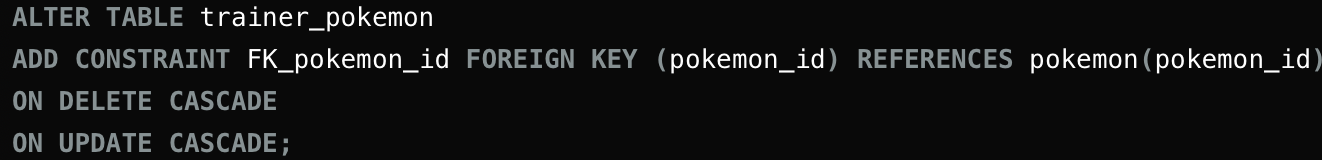 ALTER TABLE trainer_pokemon
ADD CONSTRAINT FK_pokemon_id FOREIGN KEY (pokemon_id) REFERENCES pokemon(pokemon_id)
ON DELETE CASCADE
ON UPDATE CASCADE;